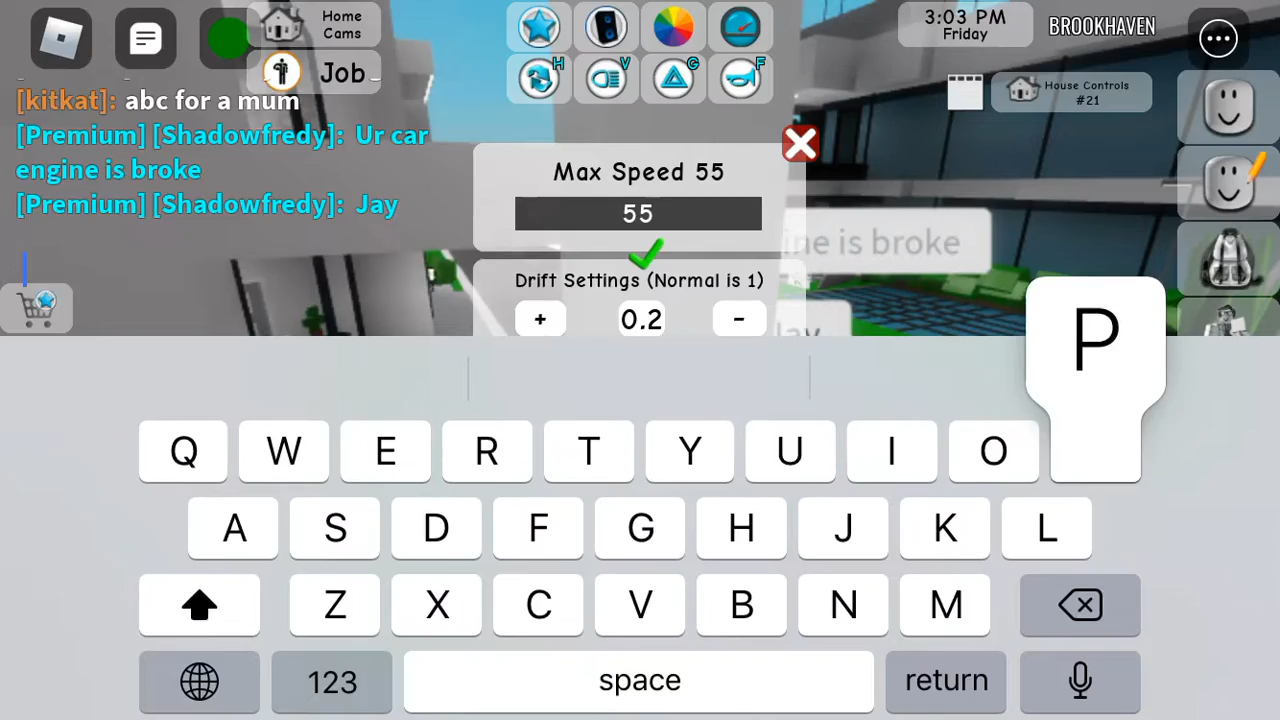 Home
Cams
Job
H
V
G
F
3:03 PM
Friday
BROOKHAVEN
House Controls
#21
[kitkat]: abc for a mum
[Premium] [Shadowfredy]: Ur car
engine is broke
[Premium] [Shadowfredy]: Jay
Max Speed 55
55
ine is broke
Drift Settings (Normal is 1)
+
0.2
-
Jay
P
Q W E R T Y U I O
A S D F G H J K L
Z X C V B N M
123
space
return